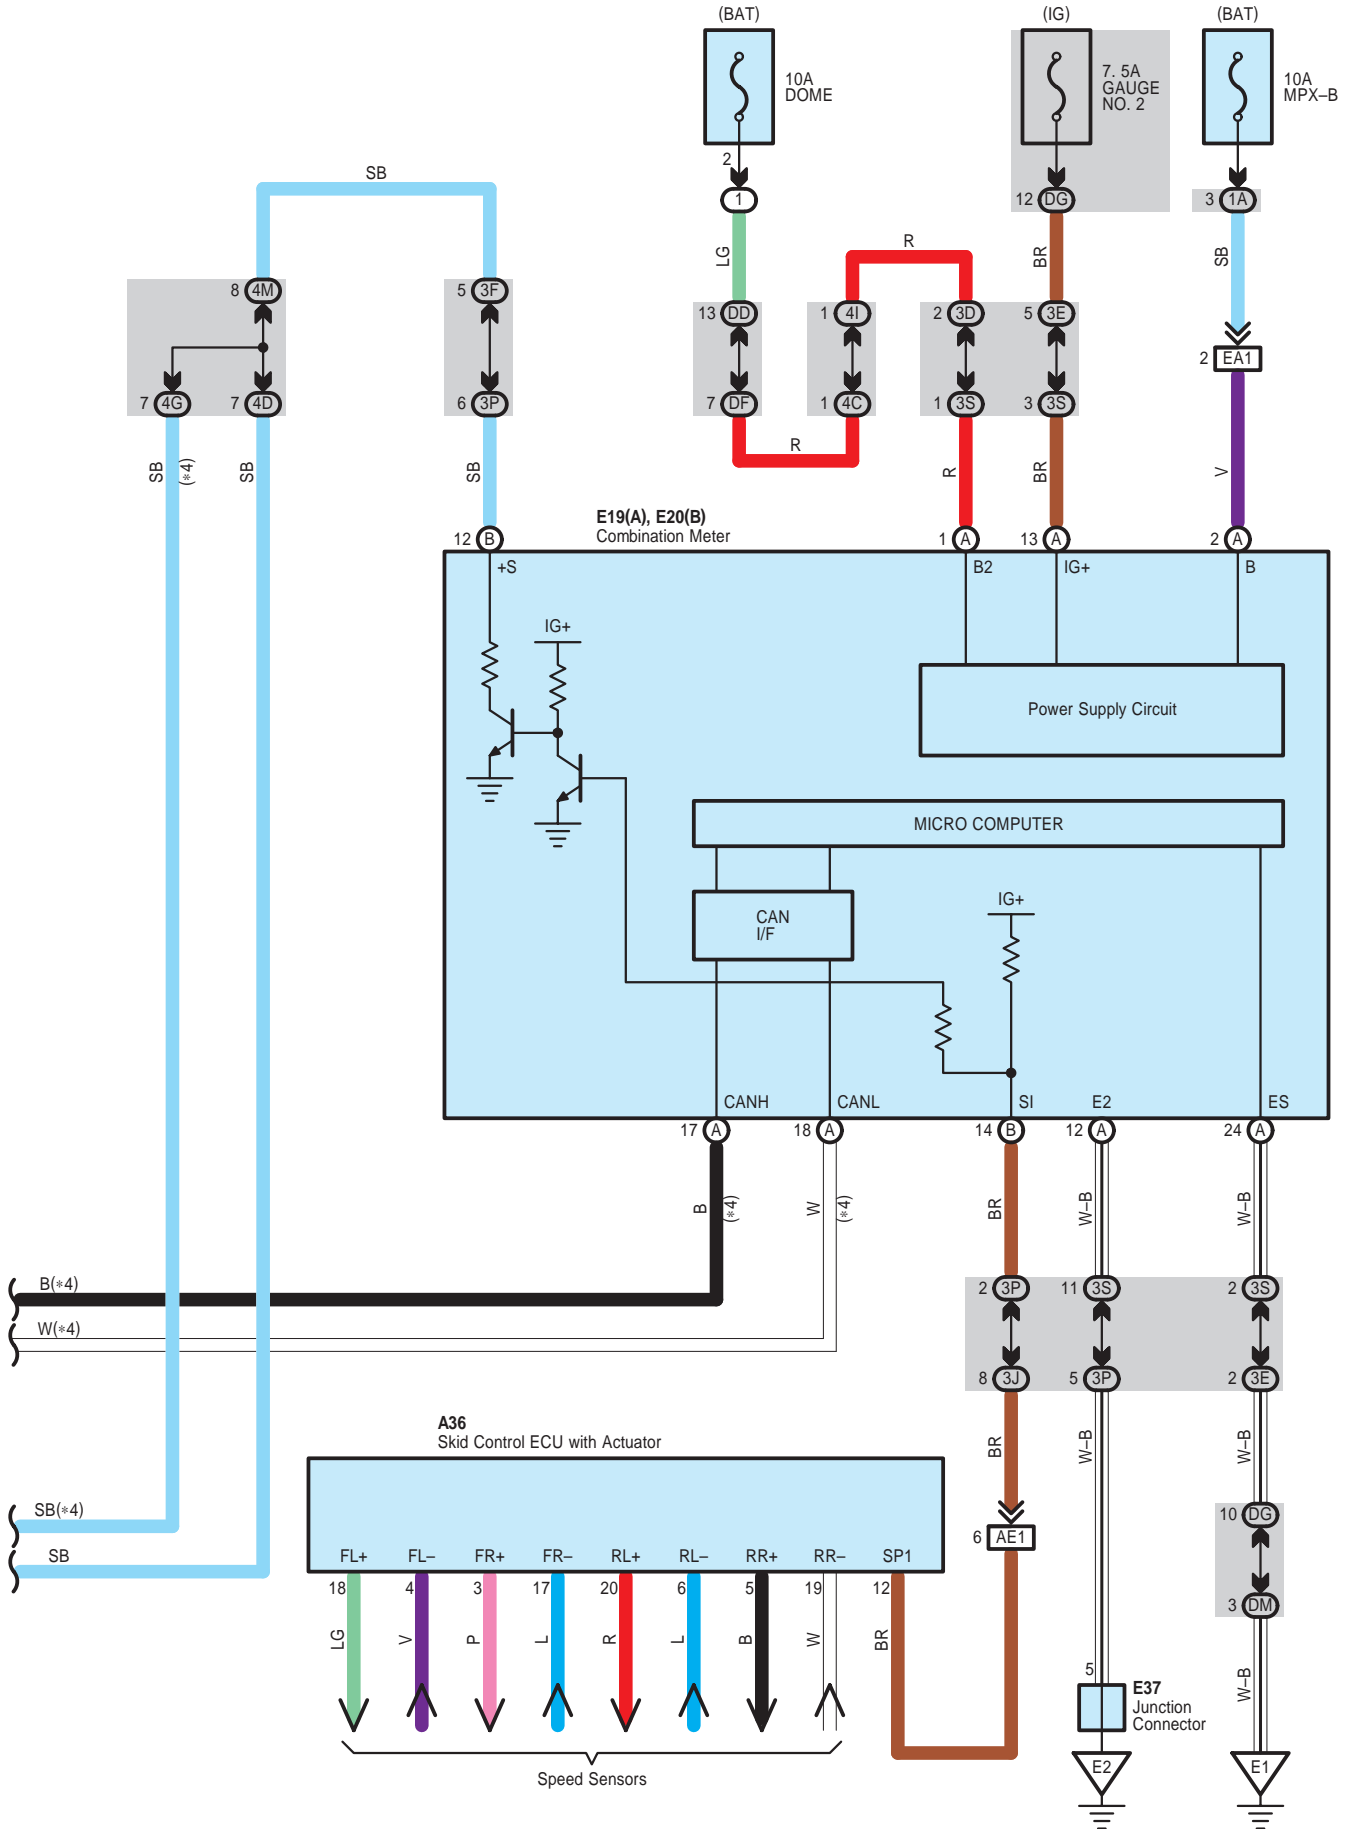 (BAT)
(IG)
(BAT)
10A
DOME
7. 5A
GAUGE
NO. 2
10A
MPX–B
2
1
12 DG
3 1A
SB
LG
R
BR
SB
8 4M
5 3F
13 DD
1 4I
2 3D
5 3E
2 EA1
7 4G
7 4D
6 3P
7 DF
1 4C
1 3S
3 3S
SB
(*4)
SB
SB
R
R
BR
V
E19(A), E20(B)
Combination Meter
12 B
1 A
13 A
2 A
+S
B2
IG+
B
IG+
Power Supply Circuit
MICRO COMPUTER
CAN
I/F
IG+
CANH
CANL
SI
E2
ES
17 A
18 A
14 B
12 A
24 A
B
(*4)
W
(*4)
BR
W–B
W–B
B(*4)
W(*4)
2 3P
11 3S
2 3S
8 3J
5 3P
2 3E
A36
Skid Control ECU with Actuator
BR
W–B
W–B
SB(*4)
SB
6 AE1
10 DG
3 DM
FL+
FL–
FR+
FR–
RL+
RL–
RR+
RR–
SP1
18
4
3
17
20
6
5
19
12
LG
V
P
L
R
L
B
W
BR
W–B
5
E37
Junction
Connector
Speed Sensors
E2
E1